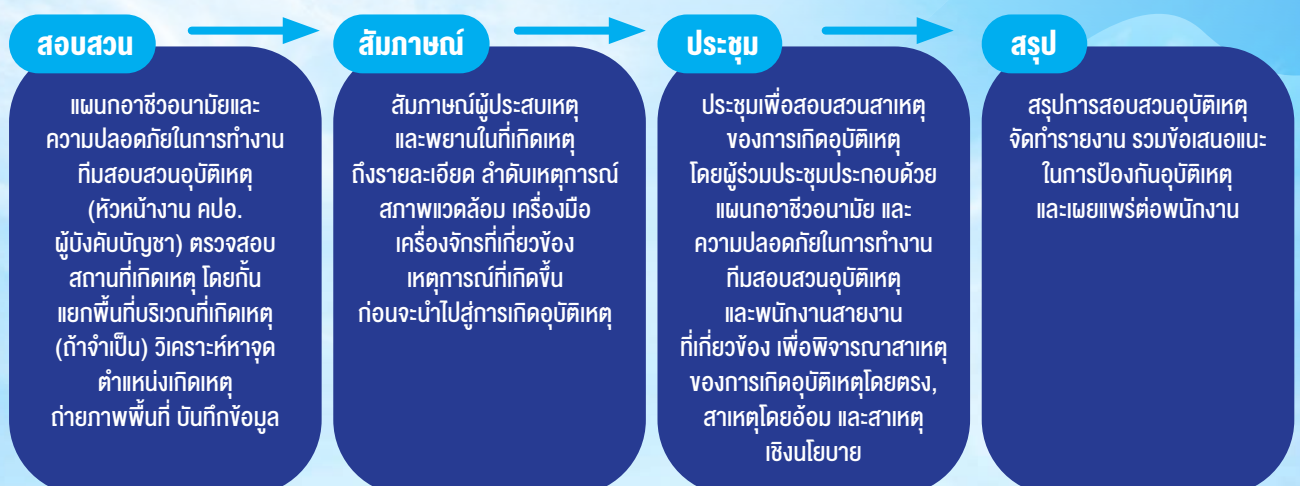 สอบสวน
แผนกอาชีวอนามัยและ
ความปลอดภัยในการทำงาน
ทีมสอบสวนอุบัติเหตุ
(หัวหน้างาน คปอ.
ผู้บังคับบัญชา) ตรวจสอบ
สถานที่เกิดเหตุ โดยกั้น
แยกพื้นที่บริเวณที่เกิดเหตุ
(ถ้าจำเป็น) วิเคราะห์หาจุด
ตำแหน่งเกิดเหตุ
ถ่ายภาพพื้นที่ บันทึกข้อมูล
สัมภาษณ์
สัมภาษณ์ผู้ประสบเหตุ
และพยานในที่เกิดเหตุ
ถึงรายละเอียด ลำดับเหตุการณ์
สภาพแวดล้อม เครื่องมือ
เครื่องจักรที่เกี่ยวข้อง
เหตุการณ์ที่เกิดขึ้น
ก่อนจะนำไปสู่การเกิดอุบัติเหตุ
ประชุม
ประชุมเพื่อสอบสวนสาเหตุ
ของการเกิดอุบัติเหตุ
โดยผู้ร่วมประชุมประกอบด้วย
แผนกอาชีวอนามัย และ
ความปลอดภัยในการทำงาน
ทีมสอบสวนอุบัติเหตุ
และพนักงานสายงาน
ที่เกี่ยวข้อง เพื่อพิจารณาสาเหตุ
ของการเกิดอุบัติเหตุโดยตรง,
สาเหตุโดยอ้อม และสาเหตุ
เชิงนโยบาย
สรุป
สรุปการสอบสวนอุบัติเหตุ
จัดทำรายงาน รวมข้อเสนอแนะ
ในการป้องกันอุบัติเหตุ
และเผยแพร่ต่อพนักงาน